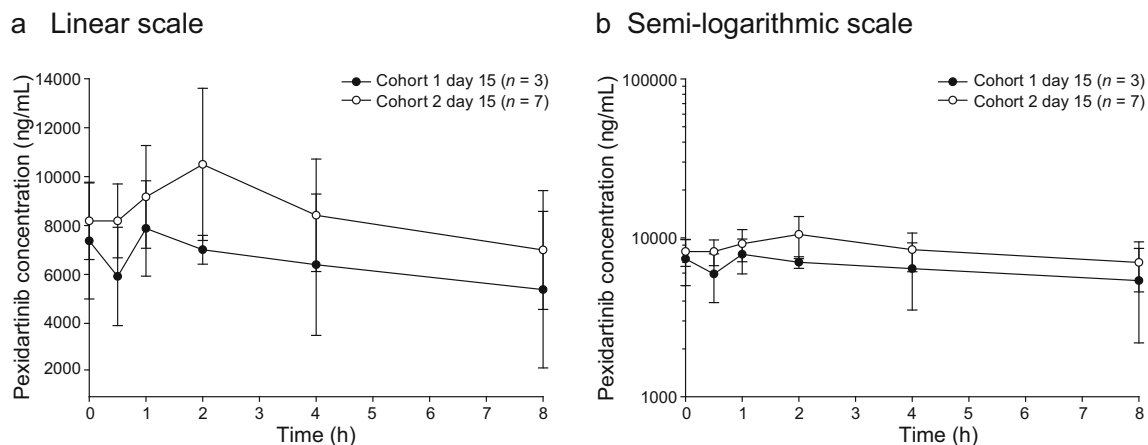 a Linear scale
Pexidartinib concentration (ng/mL)
14000
12000
10000
8000
6000
4000
2000
Cohort 1 day 15 (n = 3)
Cohort 2 day 15 (n = 7)
0 1 2 3 4 5 6 7 8
Time (h)
b Semi-logarithmic scale
Pexidartinib concentration (ng/mL)
100000
10000
1000
Cohort 1 day 15 (n = 3)
Cohort 2 day 15 (n = 7)
0 1 2 3 4 5 6 7 8
Time (h)